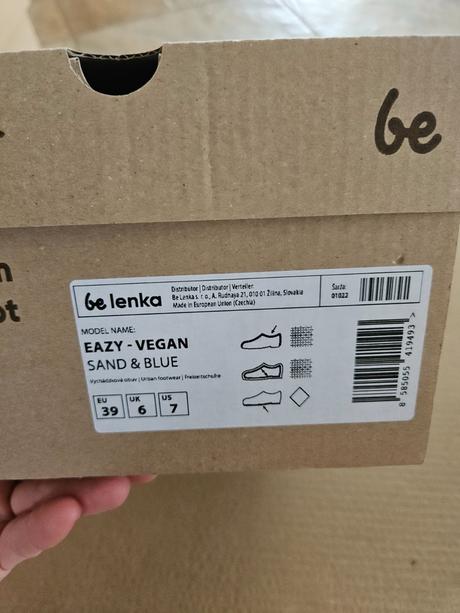 be
n
ot
be lenka
Distributor | Distributor | Verteiler:
Be Lenka s. r. o., A. Rudnaya 21, 010 01 Žilina, Slovakia
Made in European Union (Czechia)
Šarža:
01022
MODEL NAME:
EAZY - VEGAN
SAND & BLUE
Vychádzková obuv | Urban footwear | Freizeitschuhe
EU
39
UK
6
US
7
8 585055 419493 >